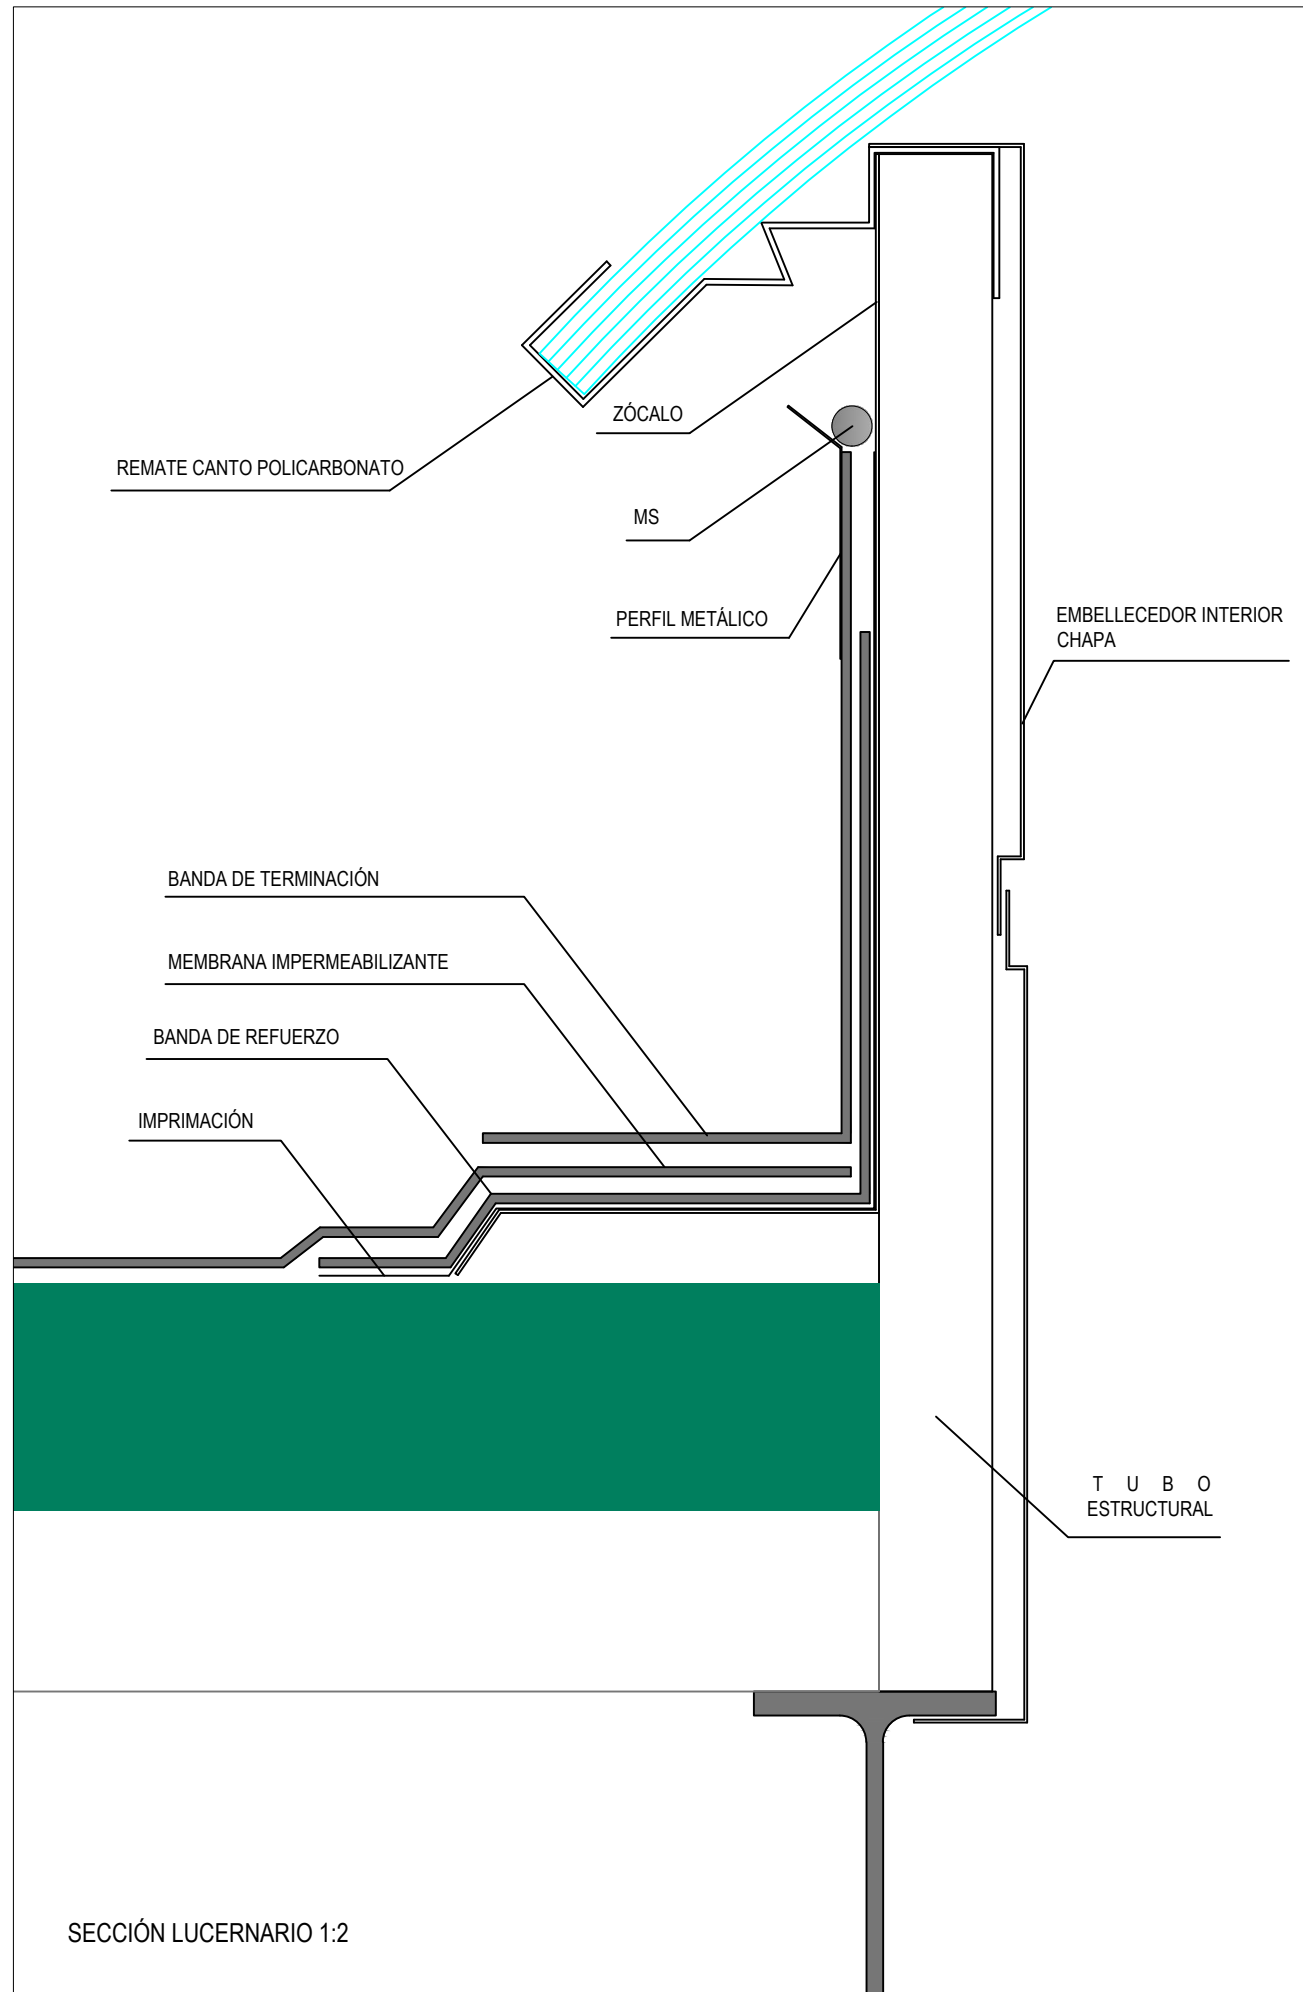 ZÓCALO
REMATE CANTO POLICARBONATO
MS
PERFIL METÁLICO
EMBELLECEDOR INTERIOR
CHAPA
BANDA DE TERMINACIÓN
MEMBRANA IMPERMEABILIZANTE
BANDA DE REFUERZO
IMPRIMACIÓN
T U B O
ESTRUCTURAL
SECCIÓN LUCERNARIO 1:2